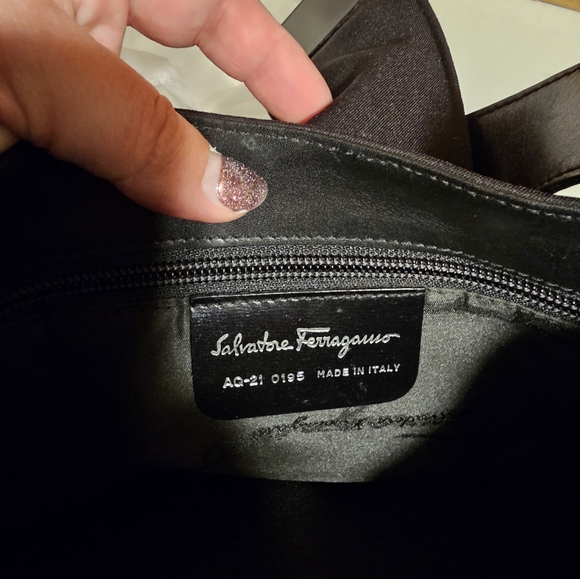 Salvatore Ferragamo
AQ-21 0195 MADE IN ITALY